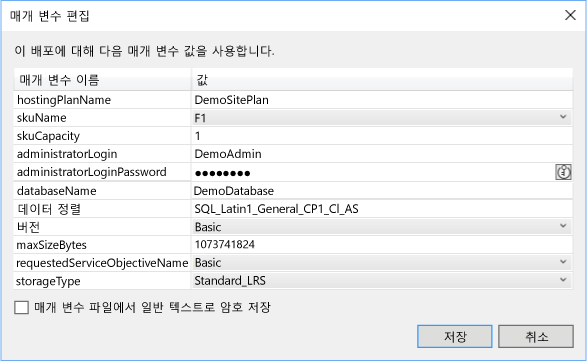 매개 변수 편집
이 배포에 대해 다음 매개 변수 값을 사용합니다.
매개 변수 이름 값
hostingPlanName DemoSitePlan
skuName F1
skuCapacity 1
administratorLogin DemoAdmin
administratorLoginPassword ●●●●●●●●
databaseName DemoDatabase
데이터 정렬 SQL_Latin1_General_CP1_Cl_AS
버전 Basic
maxSizeBytes 1073741824
requestedServiceObjectiveName Basic
storageType Standard_LRS
매개 변수 파일에서 일반 텍스트로 암호 저장
저장 취소